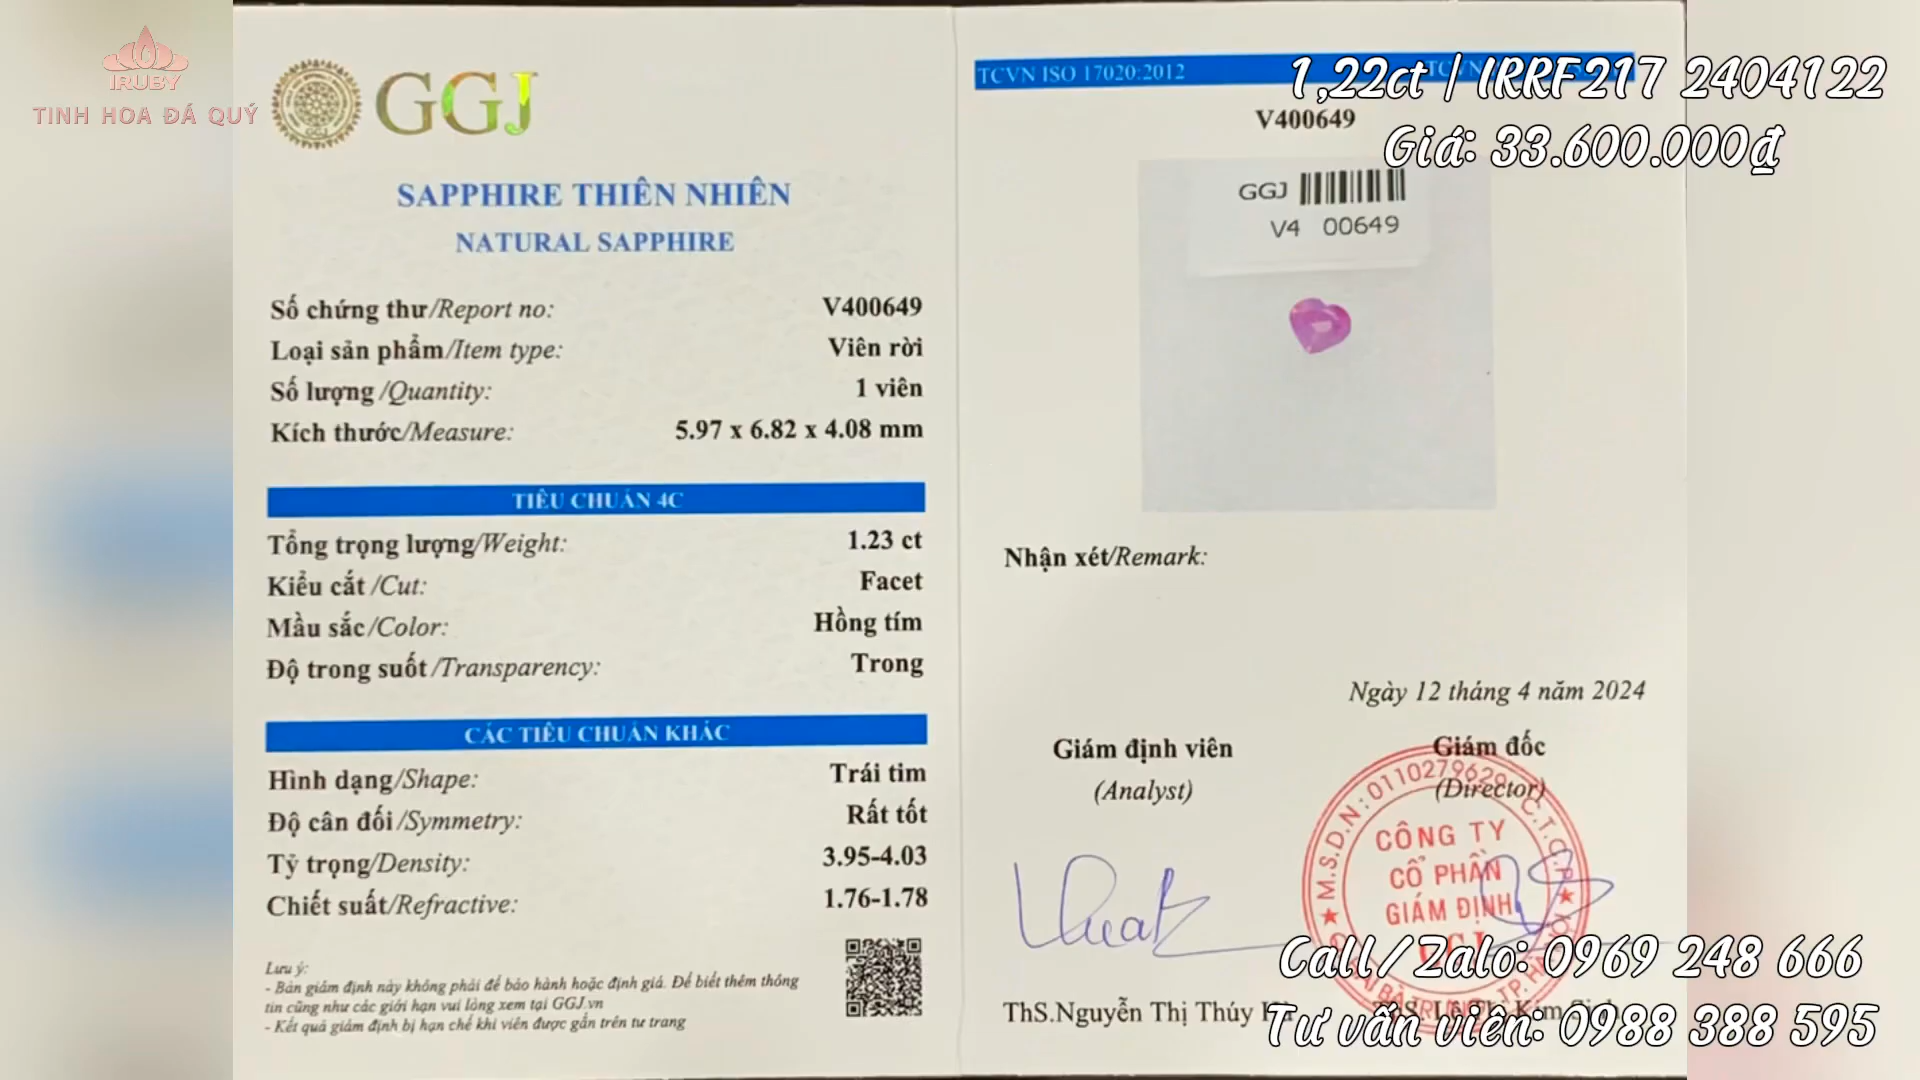 IRUBY
TINH HOA ĐÁ QUÝ
GGJ
SAPPHIRE THIÊN NHIÊN
NATURAL SAPPHIRE
Số chứng thư/Report no: V400649
Loại sản phẩm/Item type: Viên rời
Số lượng /Quantity: 1 viên
Kích thước/Measure: 5.97 x 6.82 x 4.08 mm
TIÊU CHUẨN 4C
Tổng trọng lượng/Weight: 1.23 ct
Kiểu cắt /Cut: Facet
Mầu sắc/Color: Hồng tím
Độ trong suốt/Transparency: Trong
CÁC TIÊU CHUẨN KHÁC
Hình dạng/Shape: Trái tim
Độ cân đối/Symmetry: Rất tốt
Tỷ trọng/Density: 3.95-4.03
Chiết suất/Refractive: 1.76-1.78
Lưu ý:
- Bản giám định này không phải để bảo hành hoặc định giá. Để biết thêm thông
tin cũng như các giới hạn vui lòng xem tại GGJ.vn
- Kết quả giám định bị hạn chế khi viên được gắn trên tư trang
TCVN ISO 17020:2012
1,22ct / IRRF217 2404122
Giá: 33.600.000₫
V400649
GGJ
V4 00649
Nhận xét/Remark:
Ngày 12 tháng 4 năm 2024
Giám định viên Giám đốc
(Analyst) (Director)
M.S.D.N: 0110279629
CÔNG TY
CỔ PHẦN
GIÁM ĐỊNH
GGJ
ThS.Nguyễn Thị Thúy
Call/Zalo: 0969 248 666
Tư vấn viên: 0988 388 595